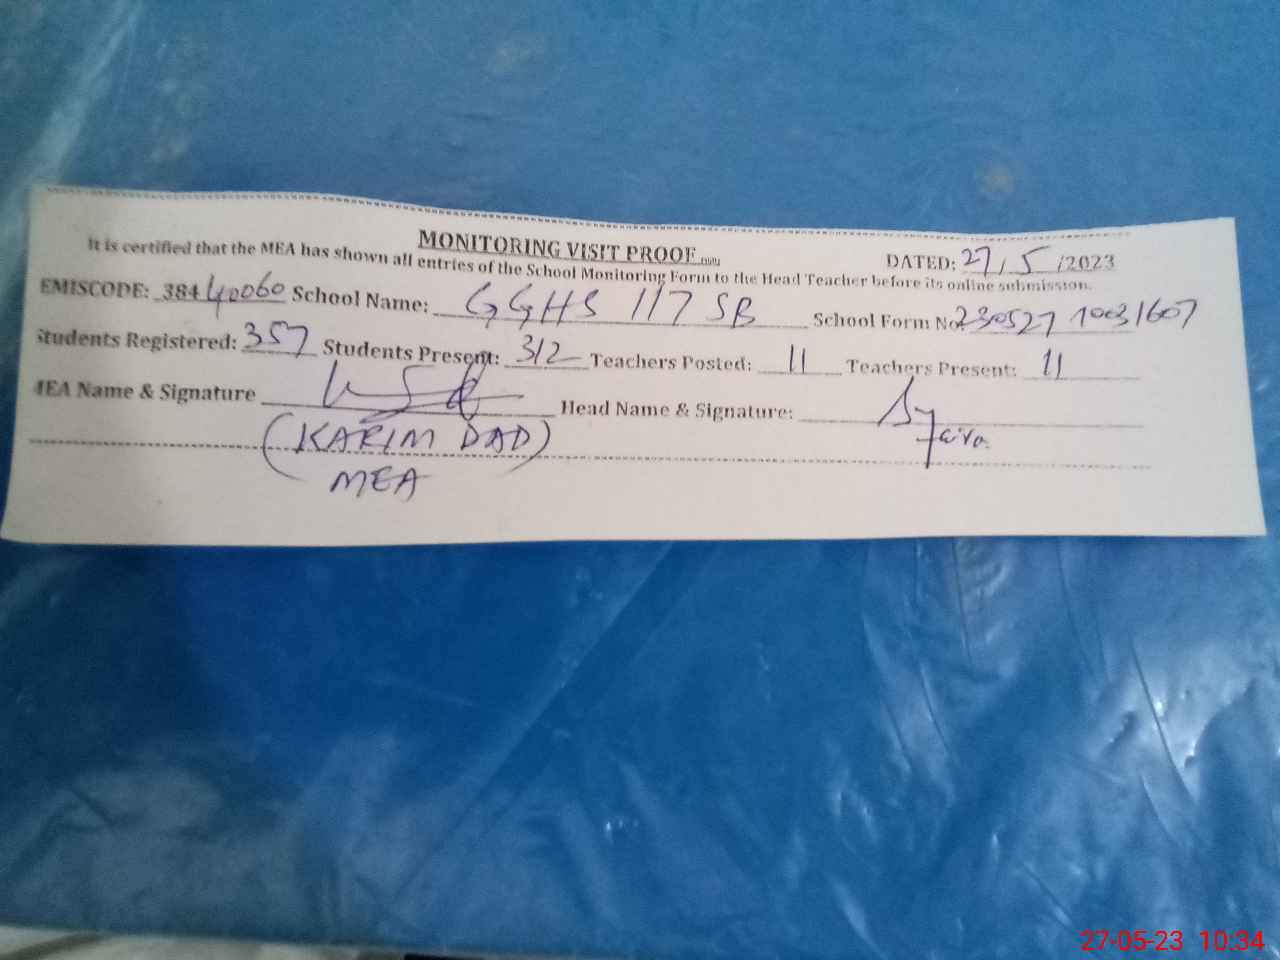 MONITORING VISIT PROOF
DATED: 27/5/2023
It is certified that the MEA has shown all entries of the School Monitoring Form to the Head Teacher before its online submission.
EMISCODE: 38440060 School Name: GGHS 117 SB School Form No 230527 10031607
Students Registered: 357 Students Present: 312 Teachers Posted: 11 Teachers Present: 11
MEA Name & Signature Head Name & Signature:
(KARIM DAD)
MEA
27-05-23 10:34